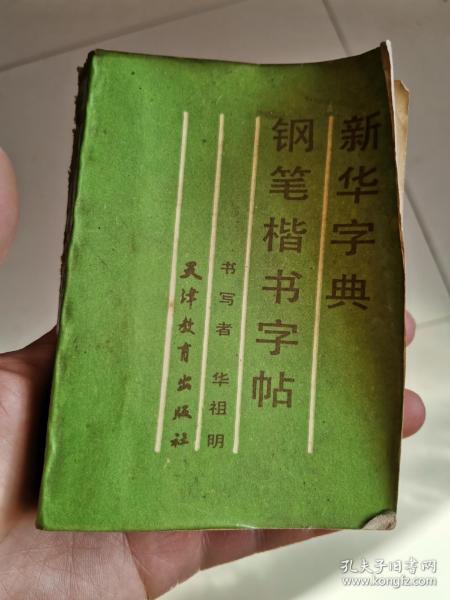 新华字典
钢笔楷书字帖
书写者 华祖明
天津教育出版社
孔夫子旧书网
www.kongfz.com